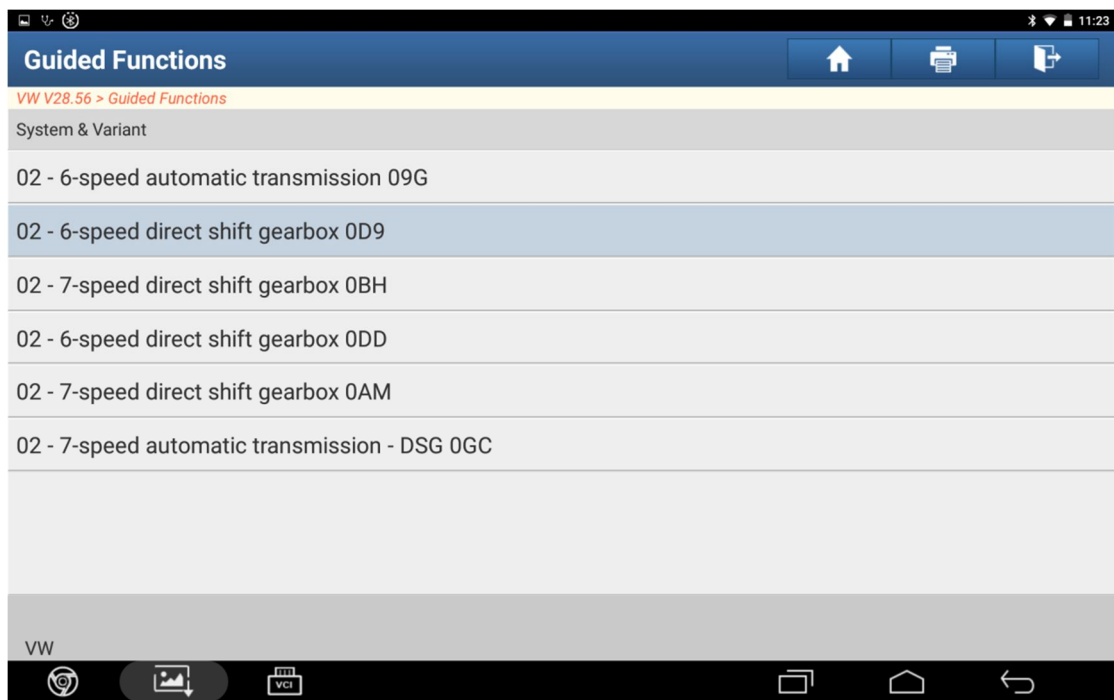 11:23
Guided Functions
VW V28.56 > Guided Functions
System & Variant
02 - 6-speed automatic transmission 09G
02 - 6-speed direct shift gearbox 0D9
02 - 7-speed direct shift gearbox 0BH
02 - 6-speed direct shift gearbox 0DD
02 - 7-speed direct shift gearbox 0AM
02 - 7-speed automatic transmission - DSG 0GC
VW
VCI